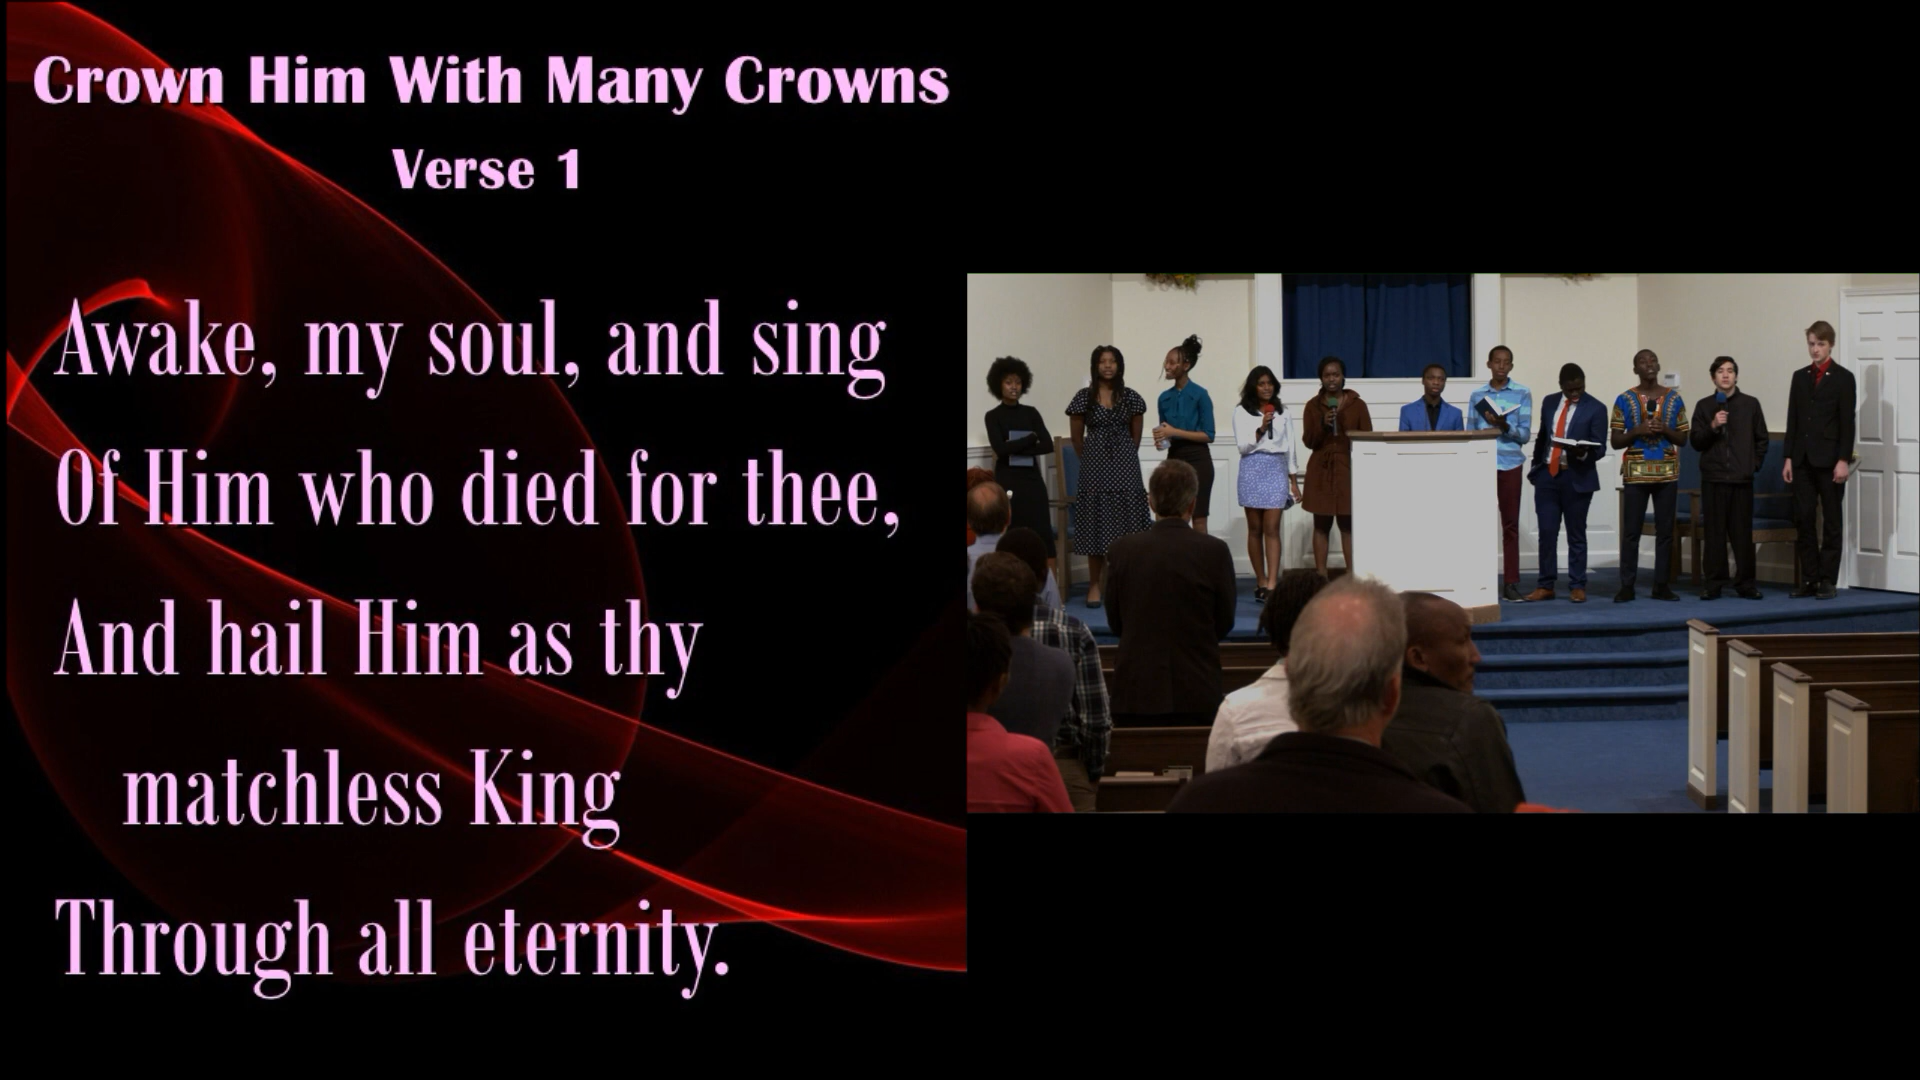 Crown Him With Many Crowns
Verse 1
Awake, my soul, and sing
Of Him who died for thee,
And hail Him as thy
matchless King
Through all eternity.